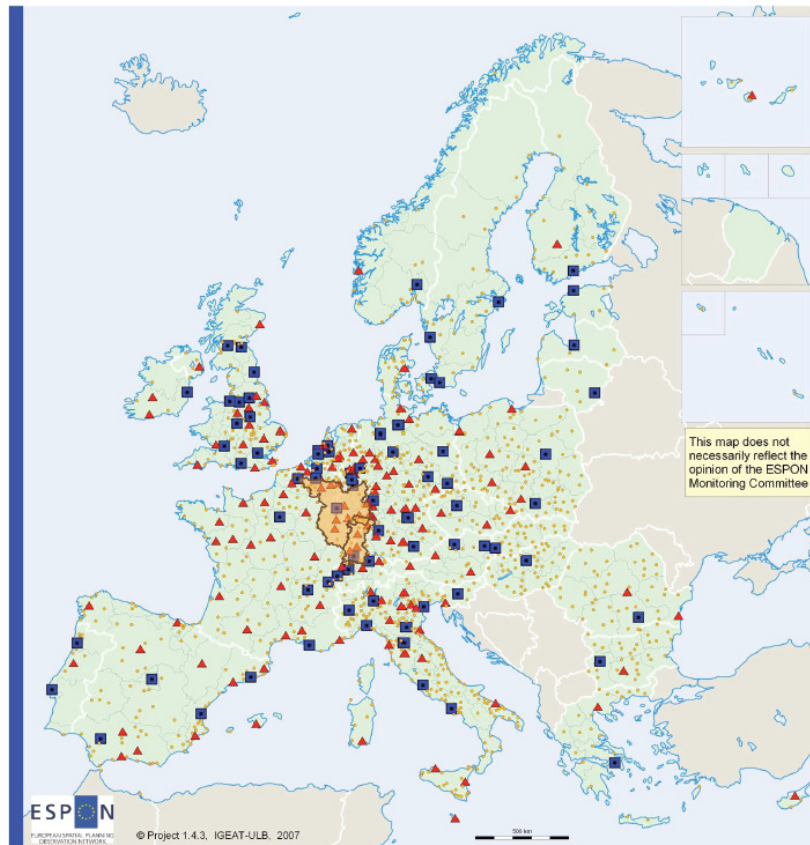 This map does not
necessarily reflect the
opinion of the ESPON
Monitoring Committee
ESPON
EUROPEAN SPATIAL PLANNING
OBSERVATION NETWORK
© Project 1.4.3, IGEAT-ULB, 2007
500 km